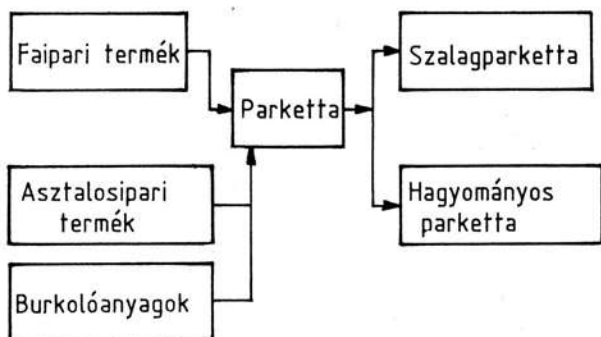 Faipari termék
Parketta
Szalagparketta
Asztalosipari
termék
Hagyományos
parketta
Burkolóanyagok